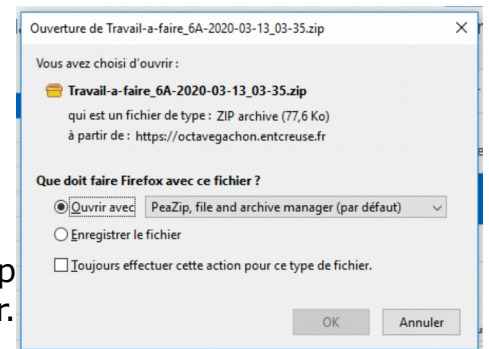 Ouverture de Travail-a-faire_6A-2020-03-13_03-35.zip
Vous avez choisi d'ouvrir :
Travail-a-faire_6A-2020-03-13_03-35.zip
qui est un fichier de type : ZIP archive (77,6 Ko)
à partir de : https://octavegachon.entcreuse.fr
Que doit faire Firefox avec ce fichier ?
Ouvrir avec PeaZip, file and archive manager (par défaut)
Enregistrer le fichier
Toujours effectuer cette action pour ce type de fichier.
OK Annuler